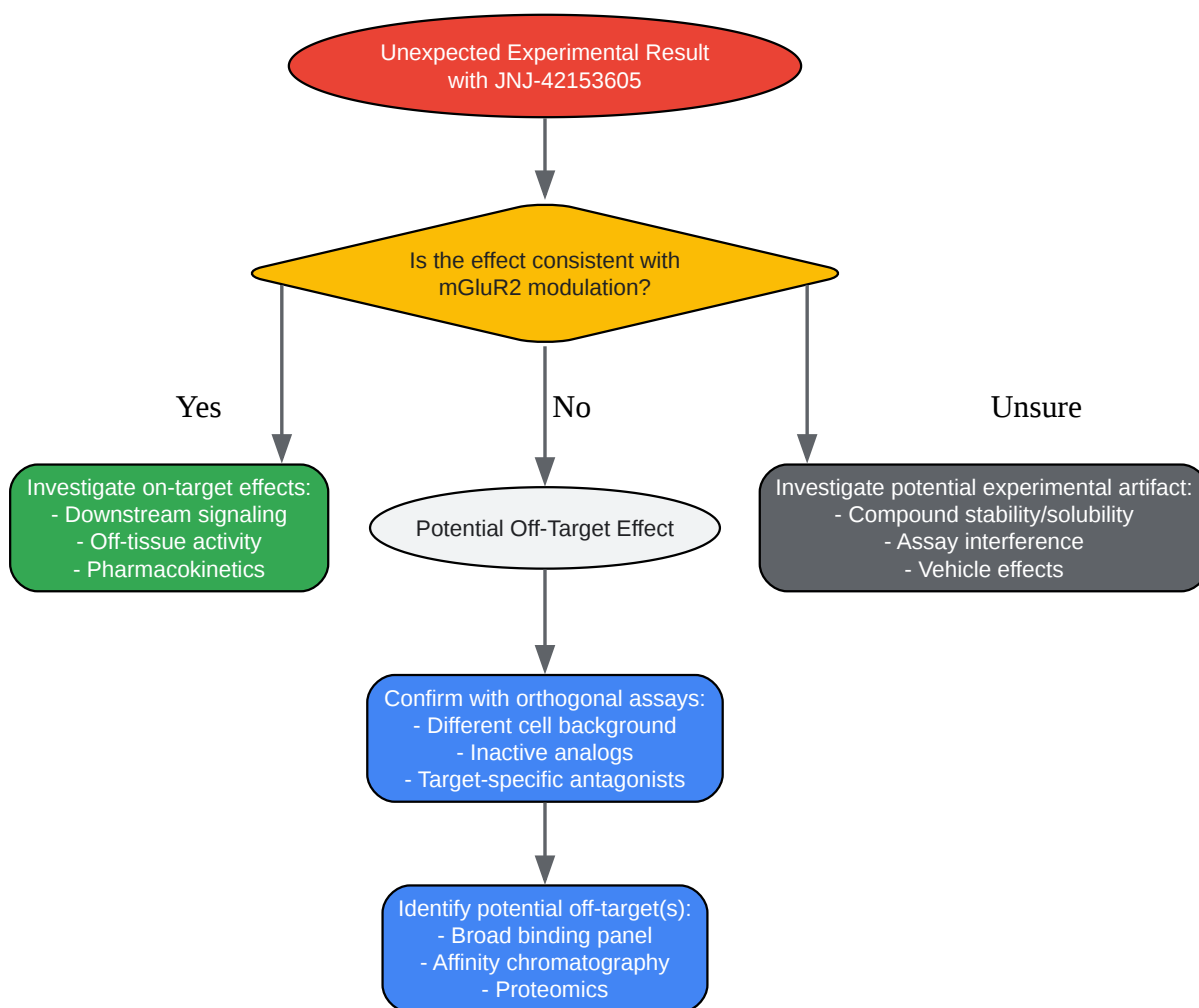 Unexpected Experimental Result
with JNJ-42153605
Is the effect consistent with
mGluR2 modulation?
Yes
No
Unsure
Investigate on-target effects:
- Downstream signaling
- Off-tissue activity
- Pharmacokinetics
Potential Off-Target Effect
Investigate potential experimental artifact:
- Compound stability/solubility
- Assay interference
- Vehicle effects
Confirm with orthogonal assays:
- Different cell background
- Inactive analogs
- Target-specific antagonists
Identify potential off-target(s):
- Broad binding panel
- Affinity chromatography
- Proteomics